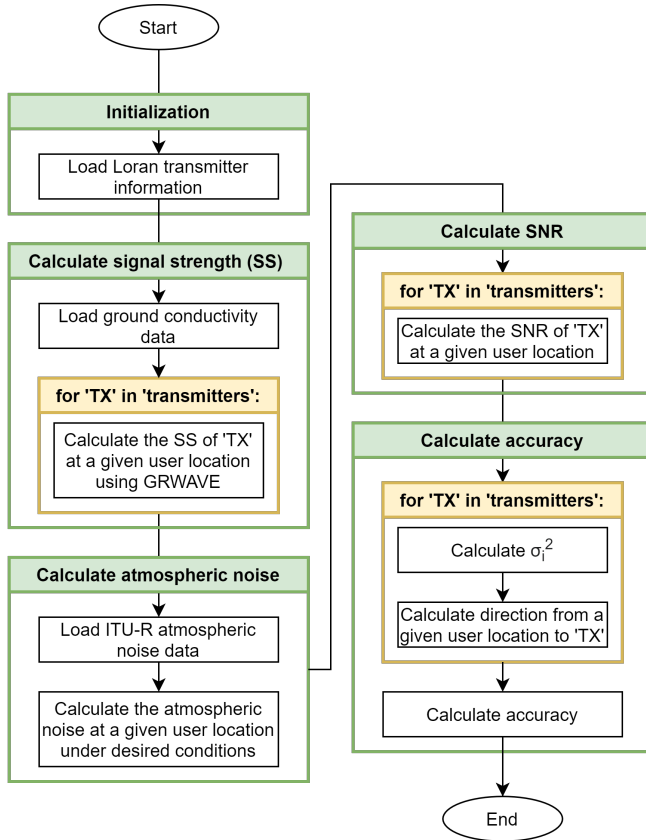 Start
Initialization
Load Loran transmitter
information
Calculate signal strength (SS)
Load ground conductivity
data
for 'TX' in 'transmitters':
Calculate the SS of 'TX'
at a given user location
using GRWAVE
Calculate atmospheric noise
Load ITU-R atmospheric
noise data
Calculate the atmospheric
noise at a given user location
under desired conditions
Calculate SNR
for 'TX' in 'transmitters':
Calculate the SNR of 'TX'
at a given user location
Calculate accuracy
for 'TX' in 'transmitters':
Calculate σᵢ²
Calculate direction from a
given user location to 'TX'
Calculate accuracy
End